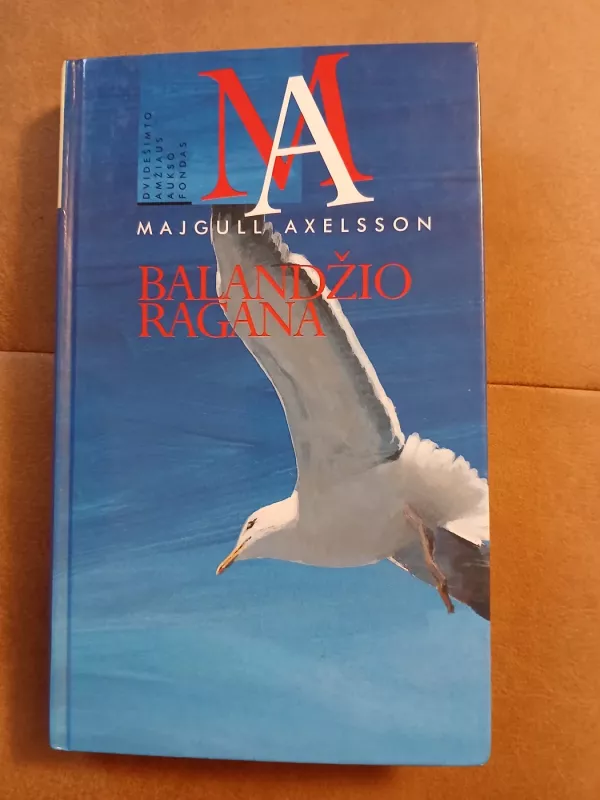 DVIDEŠIMTO
AMŽIAUS
AUKSO
FONDAS
MA
MAJGULL AXELSSON
BALANDŽIO
RAGANA